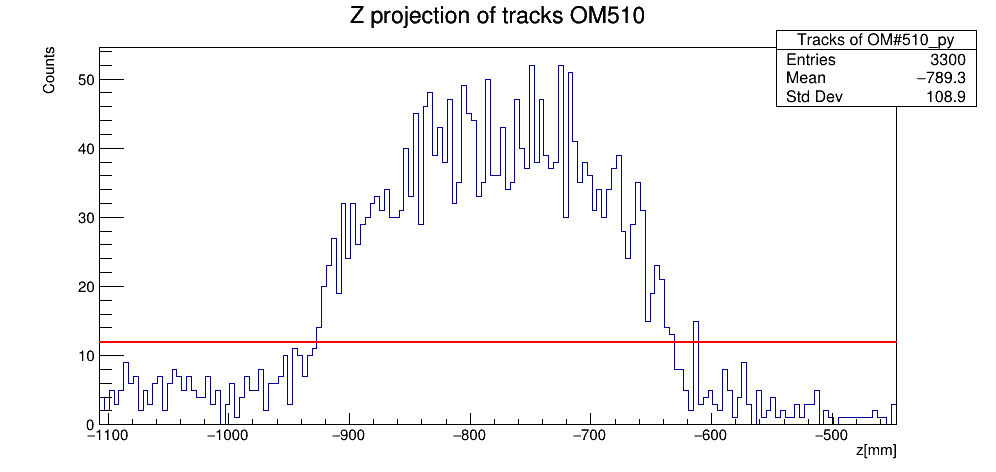 Z projection of tracks OM510
Tracks of OM#510_py
Entries 3300
Mean −789.3
Std Dev 108.9
Counts
50
40
30
20
10
0
−1100 −1000 −900 −800 −700 −600 −500
z[mm]